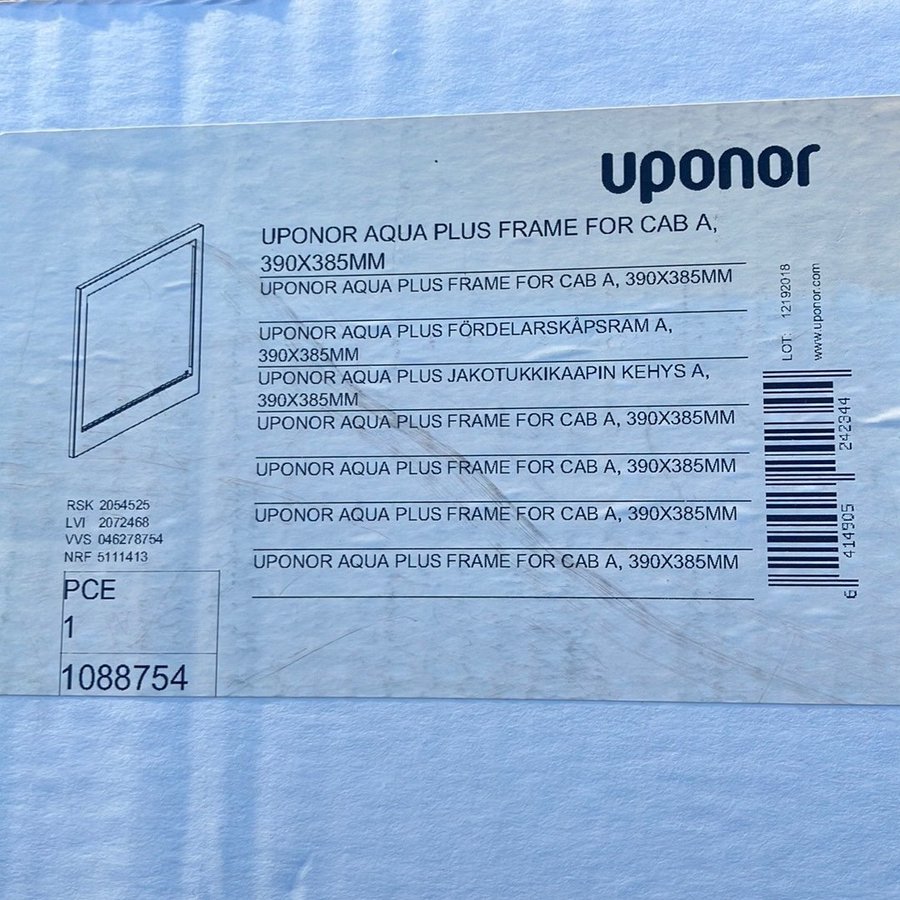 uponor
UPONOR AQUA PLUS FRAME FOR CAB A,
390X385MM
UPONOR AQUA PLUS FRAME FOR CAB A, 390X385MM
UPONOR AQUA PLUS FÖRDELARSKÅPSRAM A,
390X385MM
UPONOR AQUA PLUS JAKOTUKKIKAAPIN KEHYS A,
390X385MM
UPONOR AQUA PLUS FRAME FOR CAB A, 390X385MM
UPONOR AQUA PLUS FRAME FOR CAB A, 390X385MM
UPONOR AQUA PLUS FRAME FOR CAB A, 390X385MM
UPONOR AQUA PLUS FRAME FOR CAB A, 390X385MM
RSK 2054525
LVI 2072468
VVS 046278754
NRF 5111413
PCE
1
1088754
LOT: 12192018
www.uponor.com
6 414905 242344